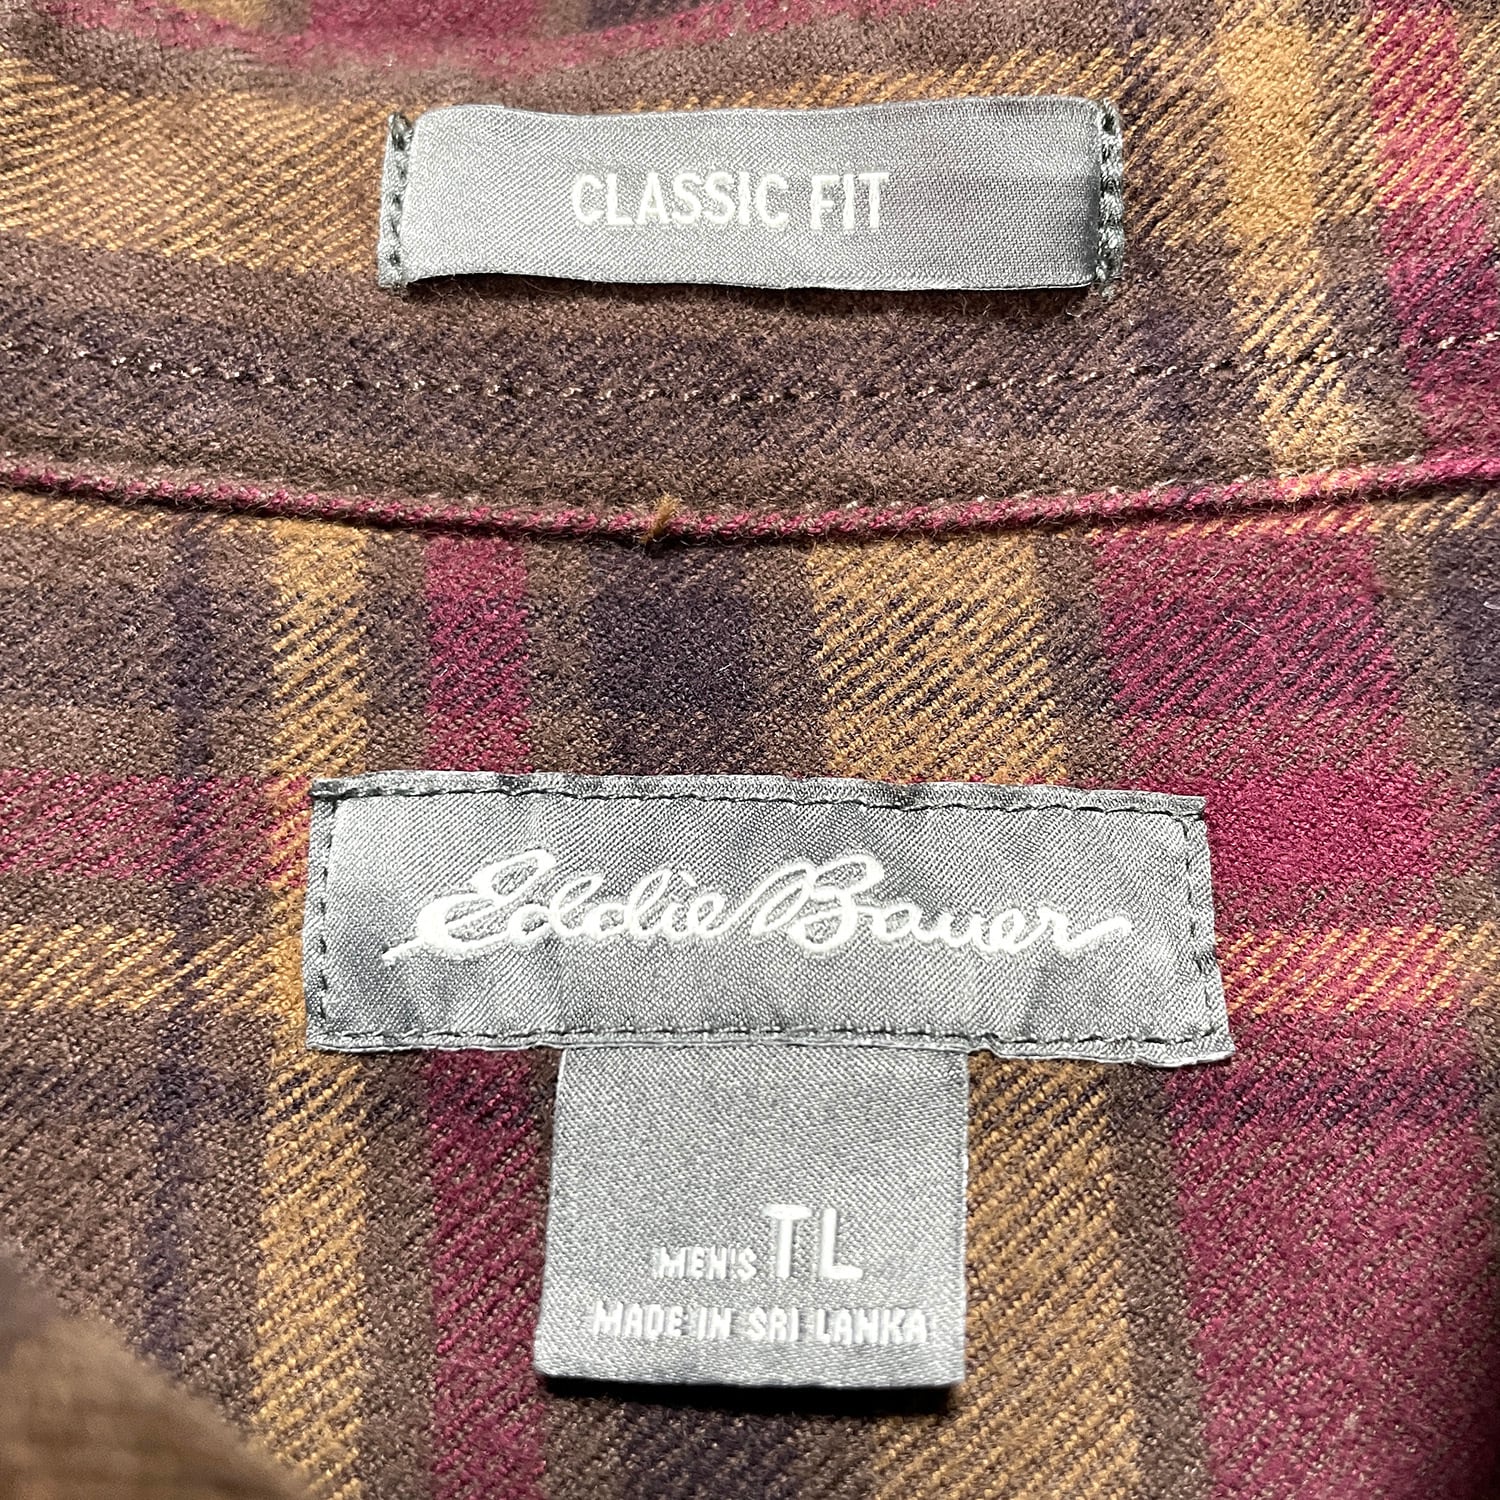 CLASSIC FIT
Eddie Bauer
MEN'S TL
MADE IN SRI LANKA